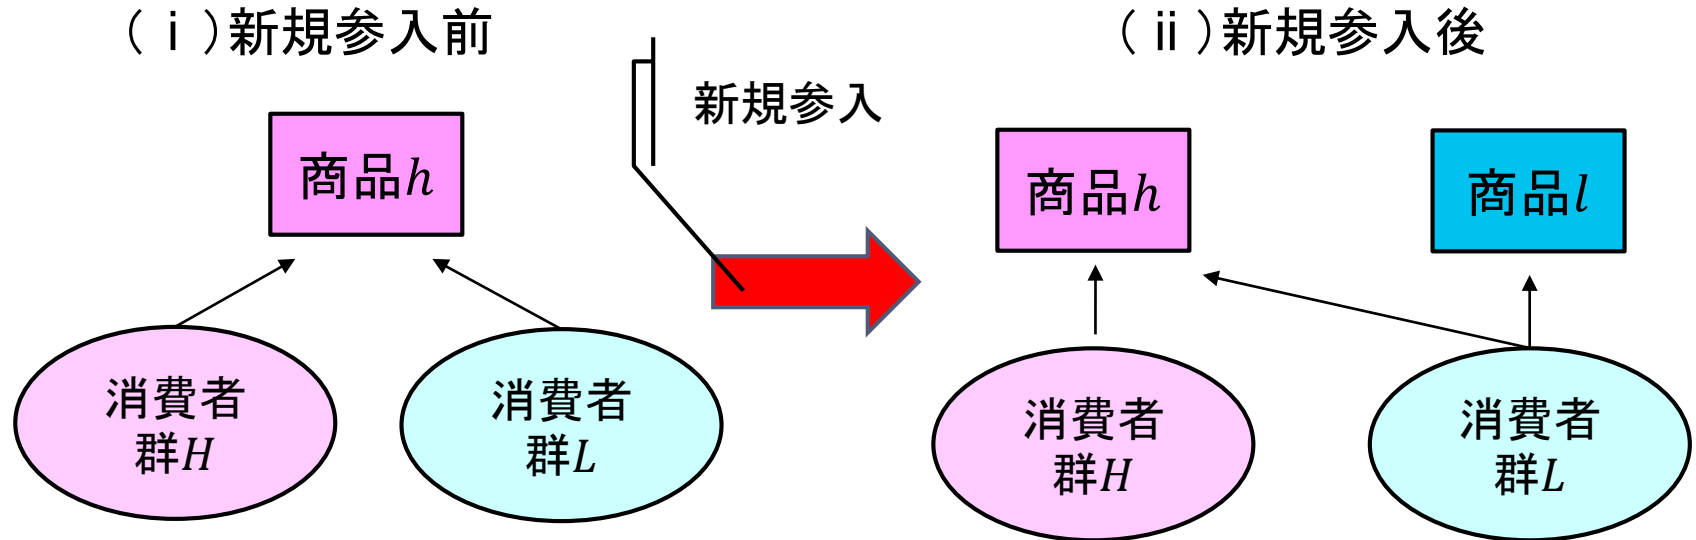 (ⅰ)新規参入前
商品h
消費者
群H
消費者
群L
新規参入
(ⅱ)新規参入後
商品h
商品l
消費者
群H
消費者
群L